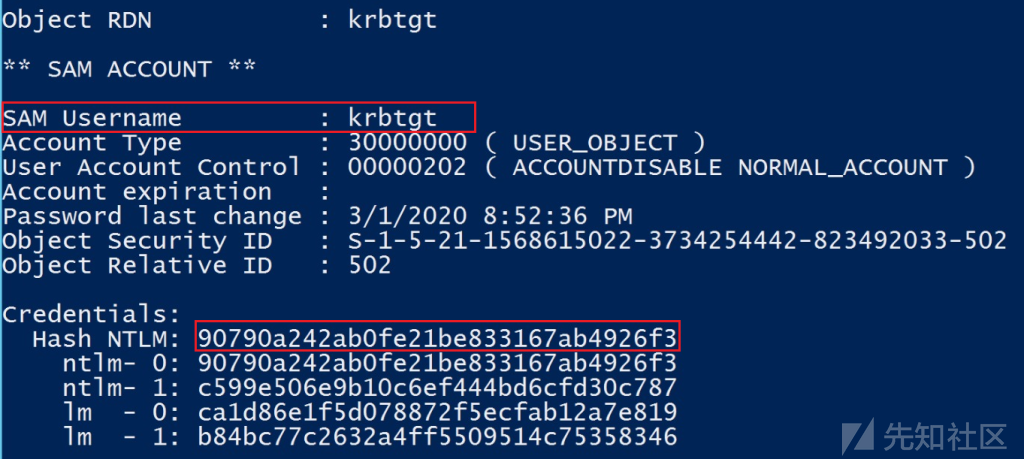 Object RDN : krbtgt
** SAM ACCOUNT **
SAM Username : krbtgt
Account Type : 30000000 ( USER_OBJECT )
User Account Control : 00000202 ( ACCOUNTDISABLE NORMAL_ACCOUNT )
Account expiration :
Password last change : 3/1/2020 8:52:36 PM
Object Security ID : S-1-5-21-1568615022-3734254442-823492033-502
Object Relative ID : 502
Credentials:
Hash NTLM: 90790a242ab0fe21be833167ab4926f3
ntlm- 0: 90790a242ab0fe21be833167ab4926f3
ntlm- 1: c599e506e9b10c6ef444bd6cfd30c787
lm - 0: ca1d86e1f5d078872f5ecfab12a7e819
lm - 1: b84bc77c2632a4ff5509514c75358346
先知社区